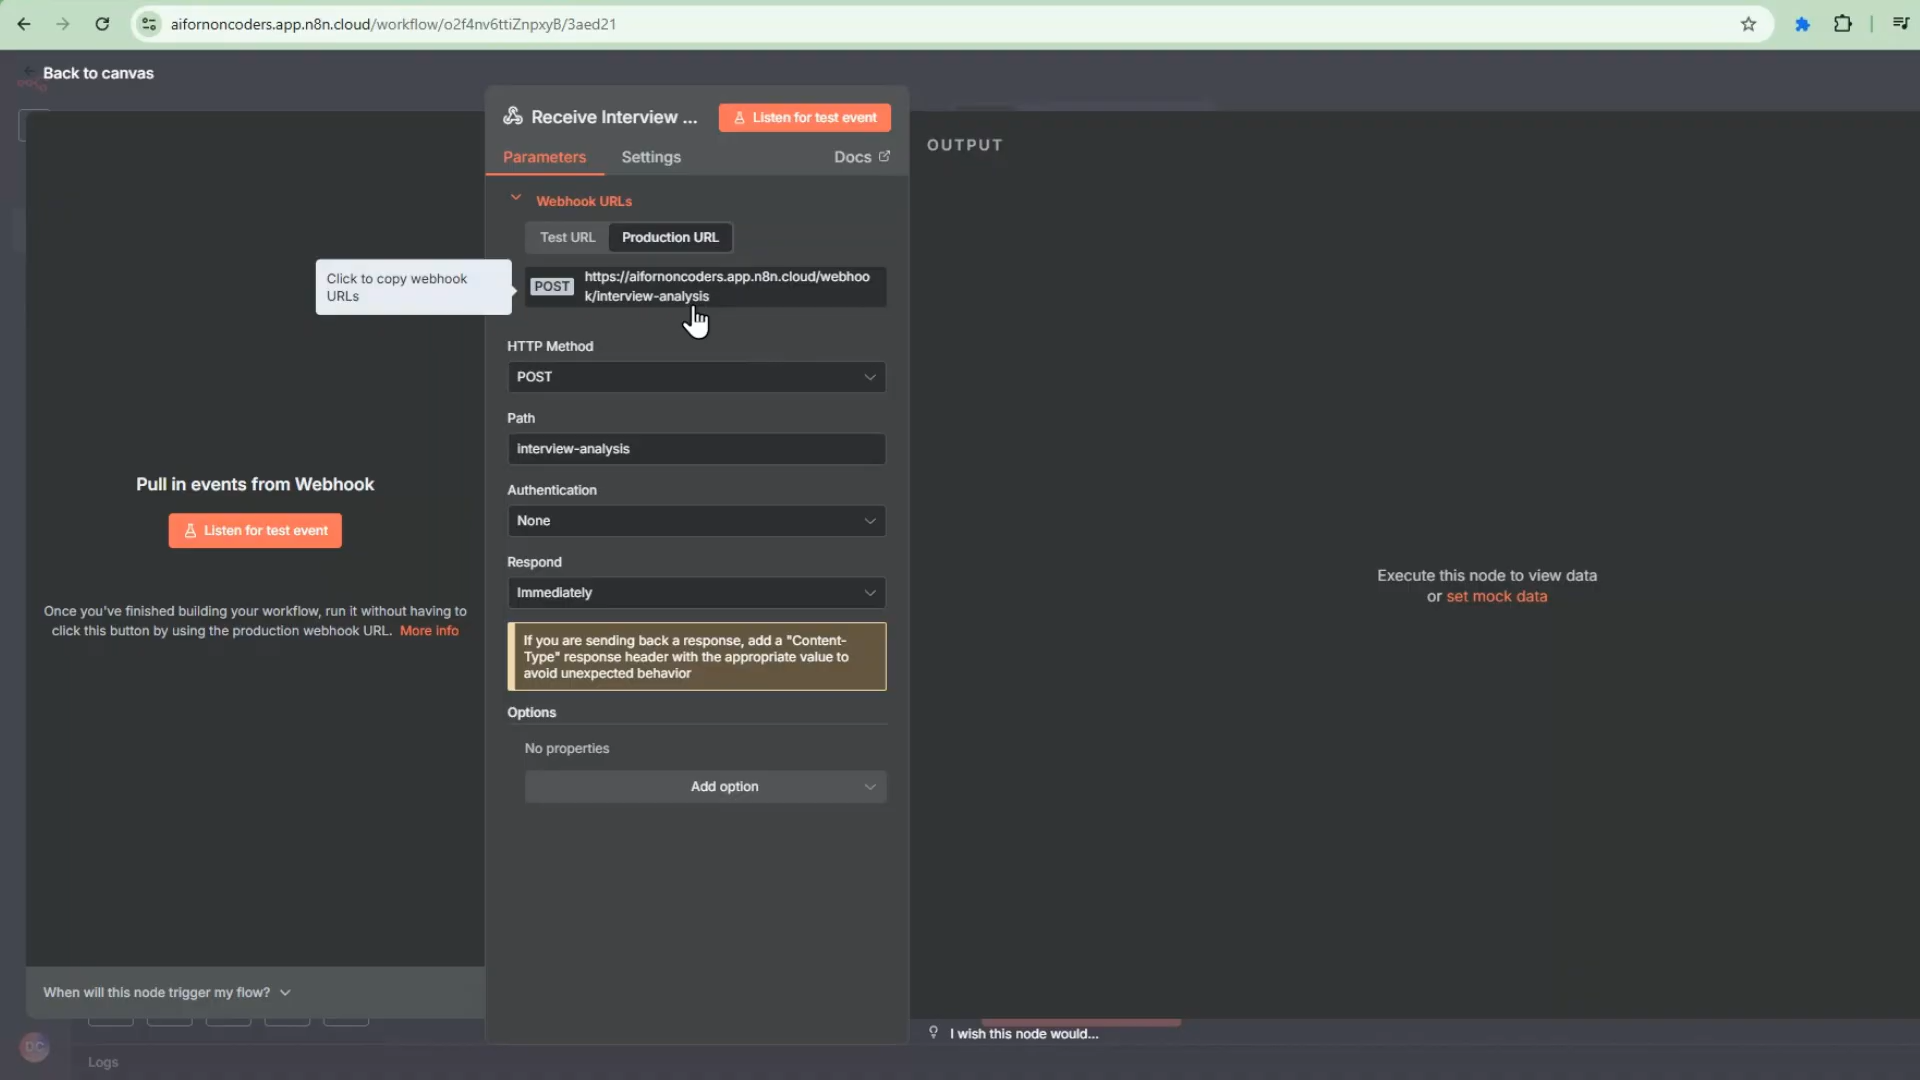 aifornoncoders.app.n8n.cloud/workflow/o2f4nv6ttiZnpxyB/3aed21
Back to canvas
Receive Interview ...
Listen for test event
OUTPUT
Parameters
Settings
Docs
Webhook URLs
Test URL
Production URL
Click to copy webhook
URLs
POST
https://aifornoncoders.app.n8n.cloud/webhoo
k/interview-analysis
HTTP Method
POST
Path
interview-analysis
Authentication
None
Respond
Immediately
If you are sending back a response, add a "Content-
Type" response header with the appropriate value to
avoid unexpected behavior
Options
No properties
Add option
Pull in events from Webhook
Listen for test event
Once you've finished building your workflow, run it without having to
click this button by using the production webhook URL. More info
Execute this node to view data
or set mock data
When will this node trigger my flow?
I wish this node would...
DC
Logs